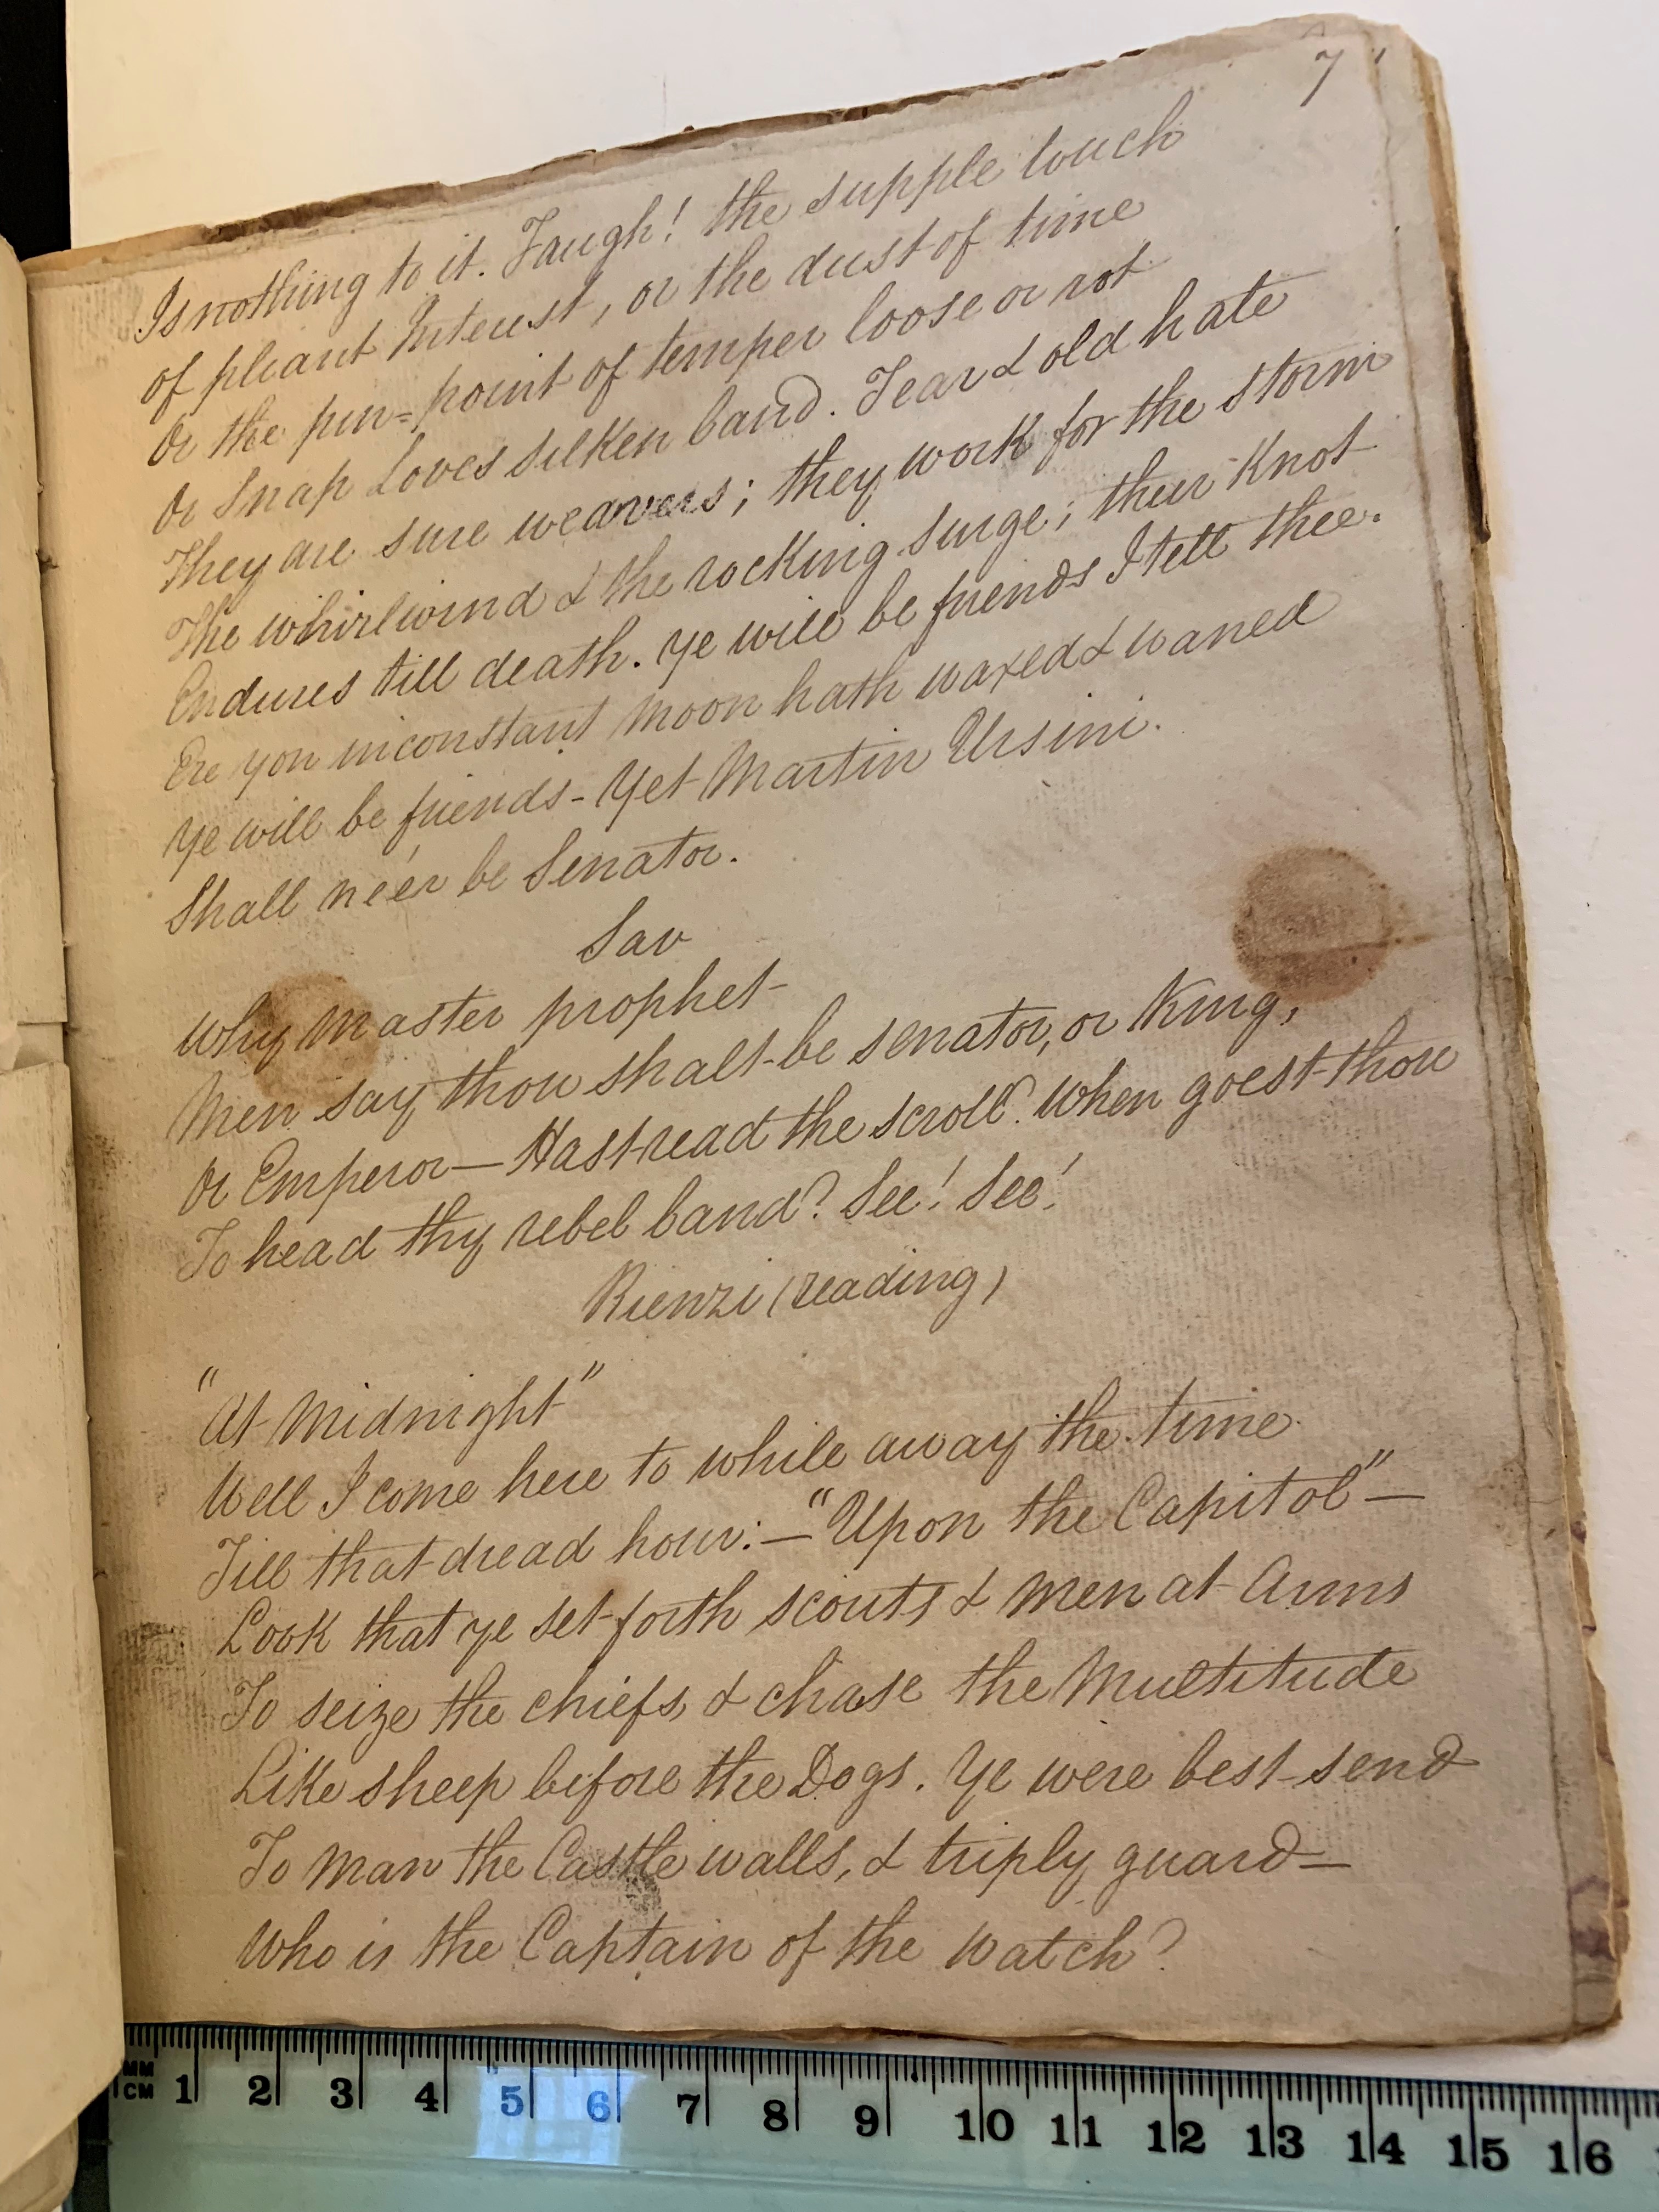 7
Is nothing to it. Faugh! the supple touch
of pliant Interest, or the dust of time
Or the pin=point of temper loose or rot
Or Snap Loves silken band. Fear & old hate
They are sure weavers; they work for the storm
The whirlwind & the rocking surge; their Knot
Endures till death. ye will be friends I tell thee.
Ere yon inconstant Moon hath waxed & waned
Ye will be friends - Yet Martin Ursini.
Shall ne'er be Senator.
Sav
Why Master prophet-
Men say thou shalt be senator, or King,
Or Emperor — Hast read the scroll? When goest thou
To head thy rebel band? See! See!
Rienzi (reading)
"At Midnight"
Well I come here to while away the time
Till that dread hour: — "Upon the Capitol" —
Look that ye set forth scouts & Men at Arms
To seize the chiefs, & chase the Multitude
Like sheep before the Dogs. Ye were best send
To Man the Castle walls, & triply guard —
Who is the Captain of the Watch?
MM
CM 1 2 3 4 5 6 7 8 9 10 11 12 13 14 15 16